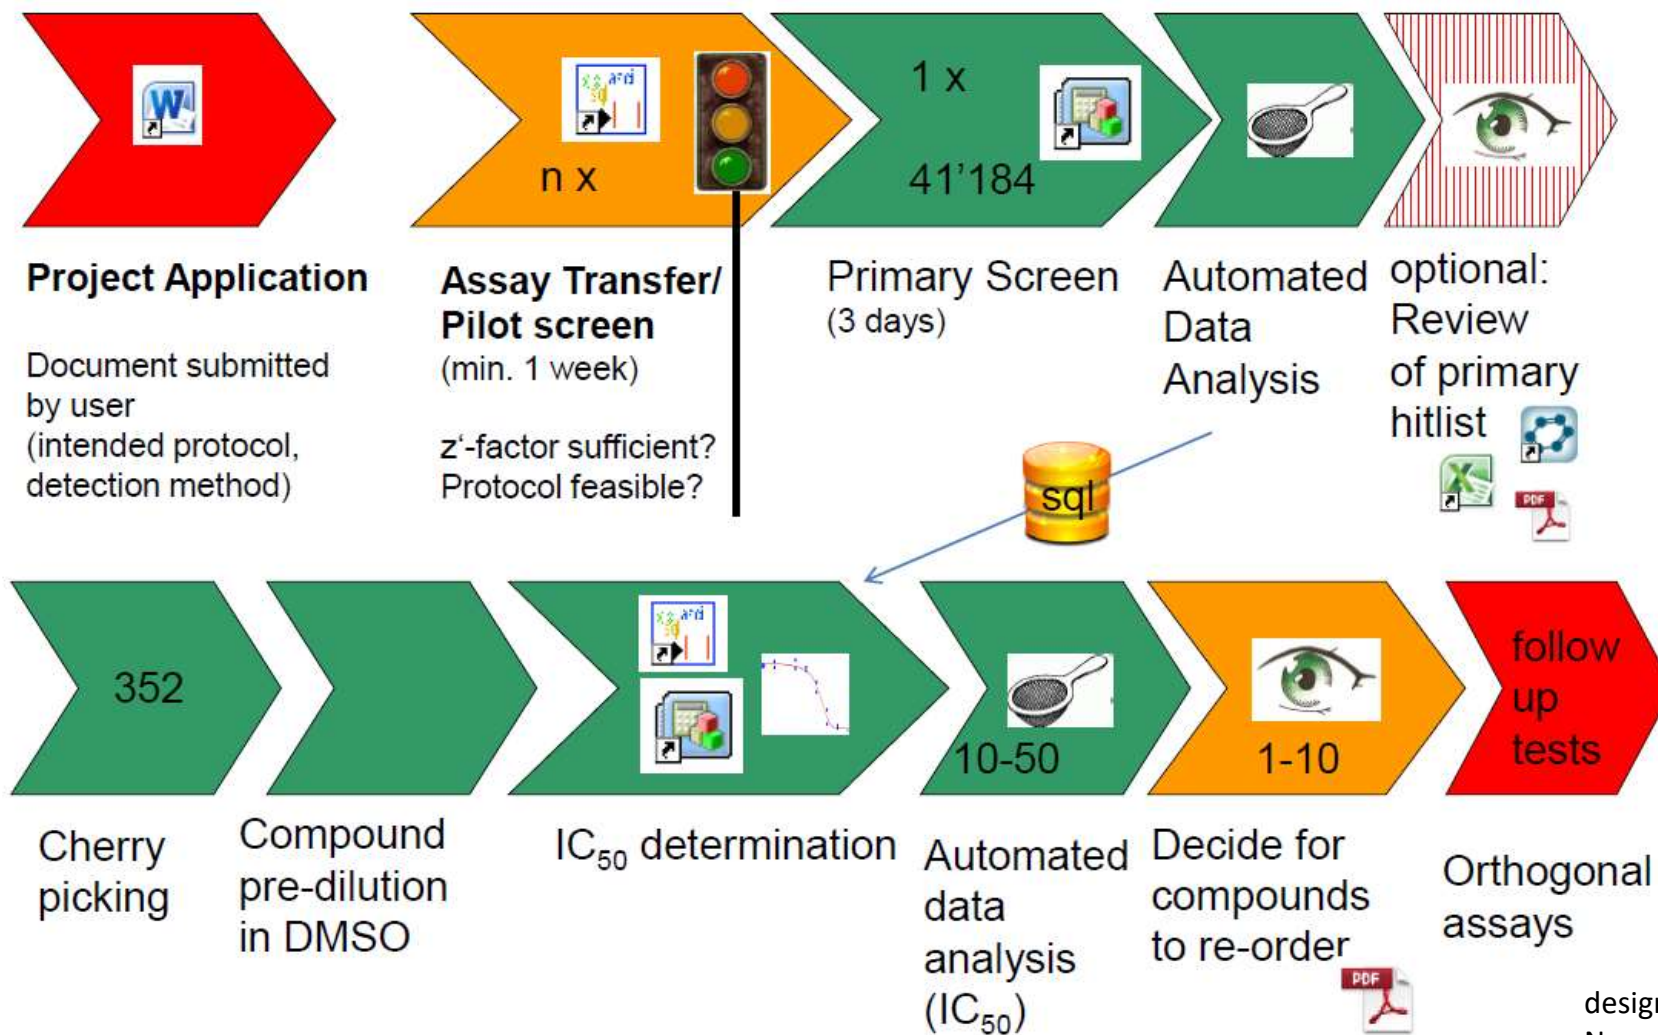 n x
1 x
41’184
Project Application
Document submitted
by user
(intended protocol,
detection method)
Assay Transfer/
Pilot screen
(min. 1 week)
z‘-factor sufficient?
Protocol feasible?
Primary Screen
(3 days)
Automated
Data
Analysis
optional:
Review
of primary
hitlist
PDF
sql
352
10-50
1-10
follow
up
tests
Cherry
picking
Compound
pre-dilution
in DMSO
IC50 determination
Automated
data
analysis
(IC50)
Decide for
compounds
to re-order
PDF
Orthogonal
assays
design